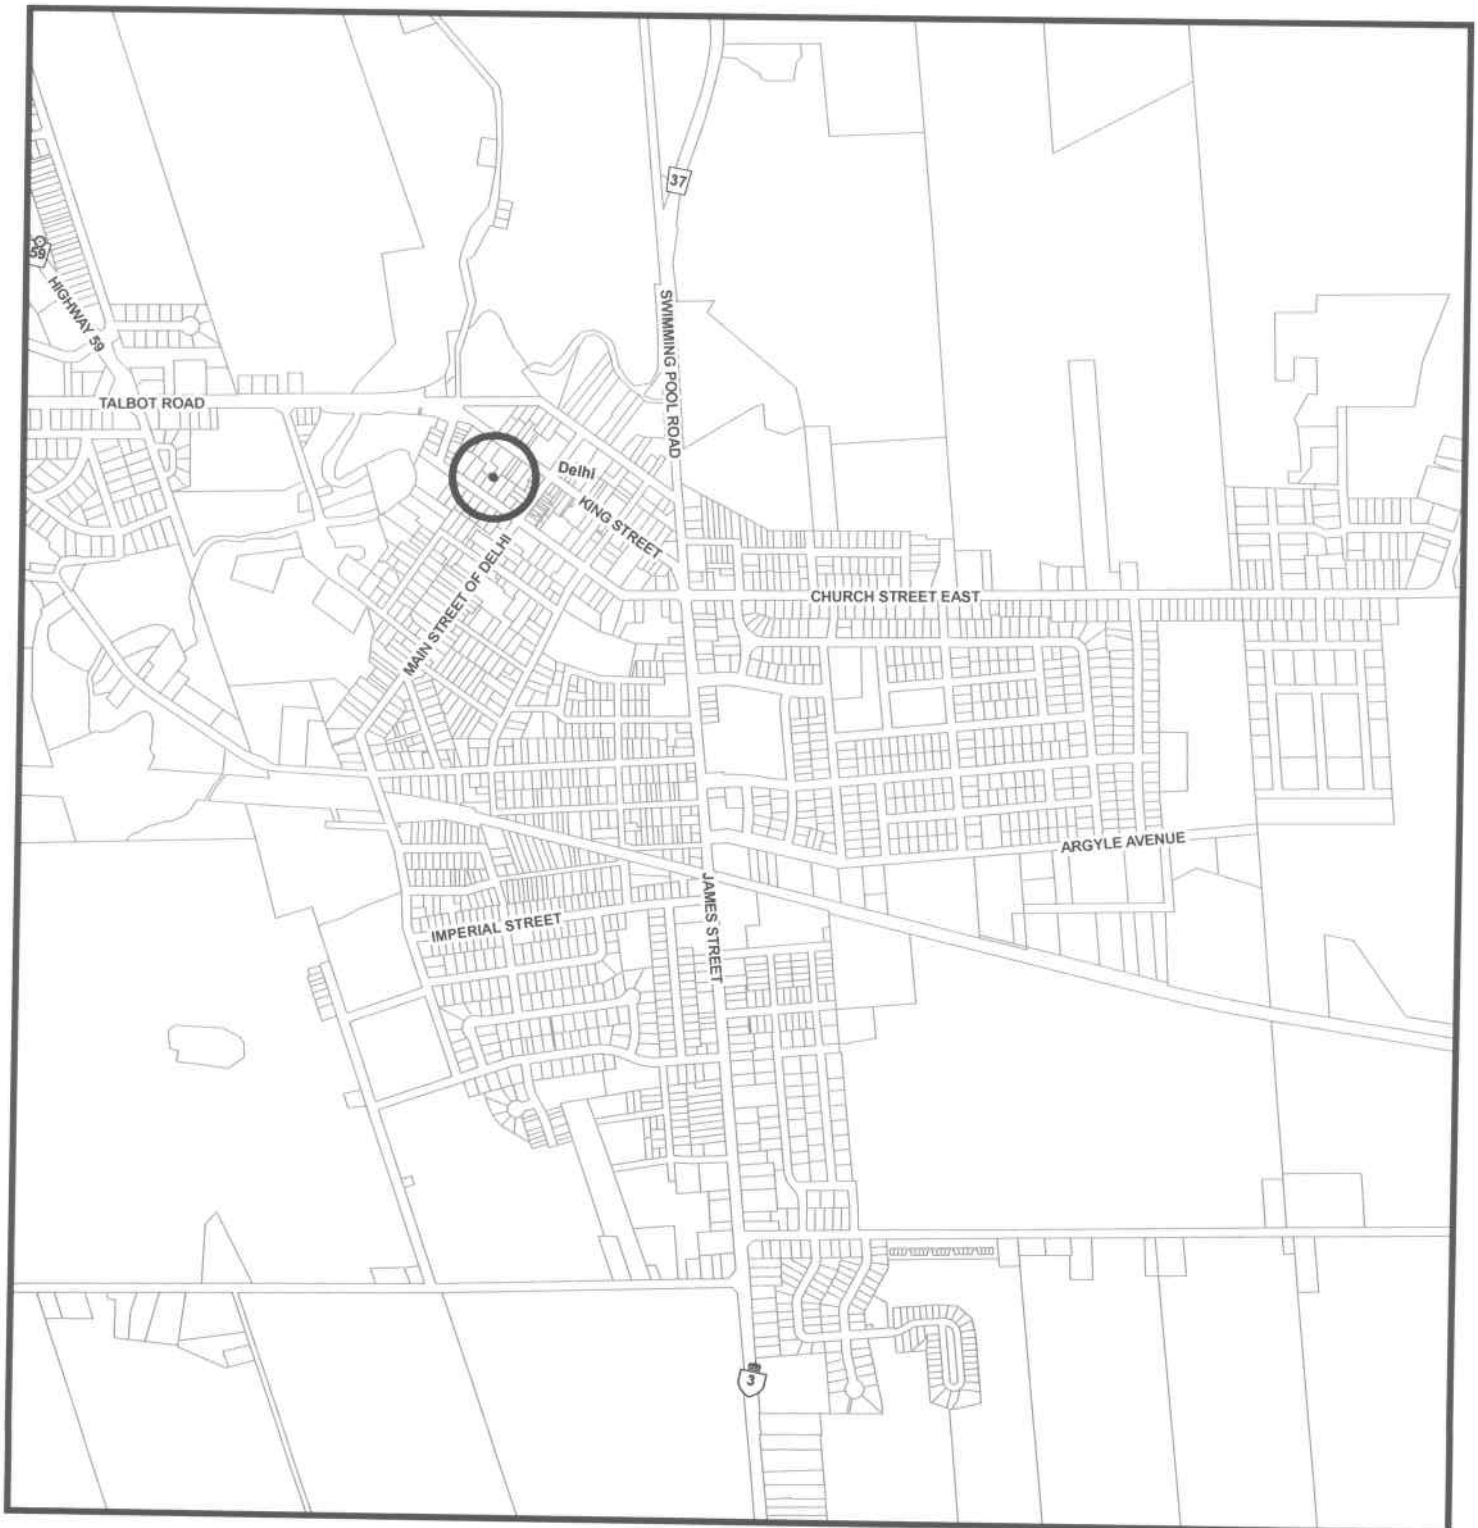 37
59
HIGHWAY 59
SWIMMING POOL ROAD
TALBOT ROAD
Delhi
KING STREET
MAIN STREET OF DELHI
CHURCH STREET EAST
ARGYLE AVENUE
JAMES STREET
IMPERIAL STREET
3